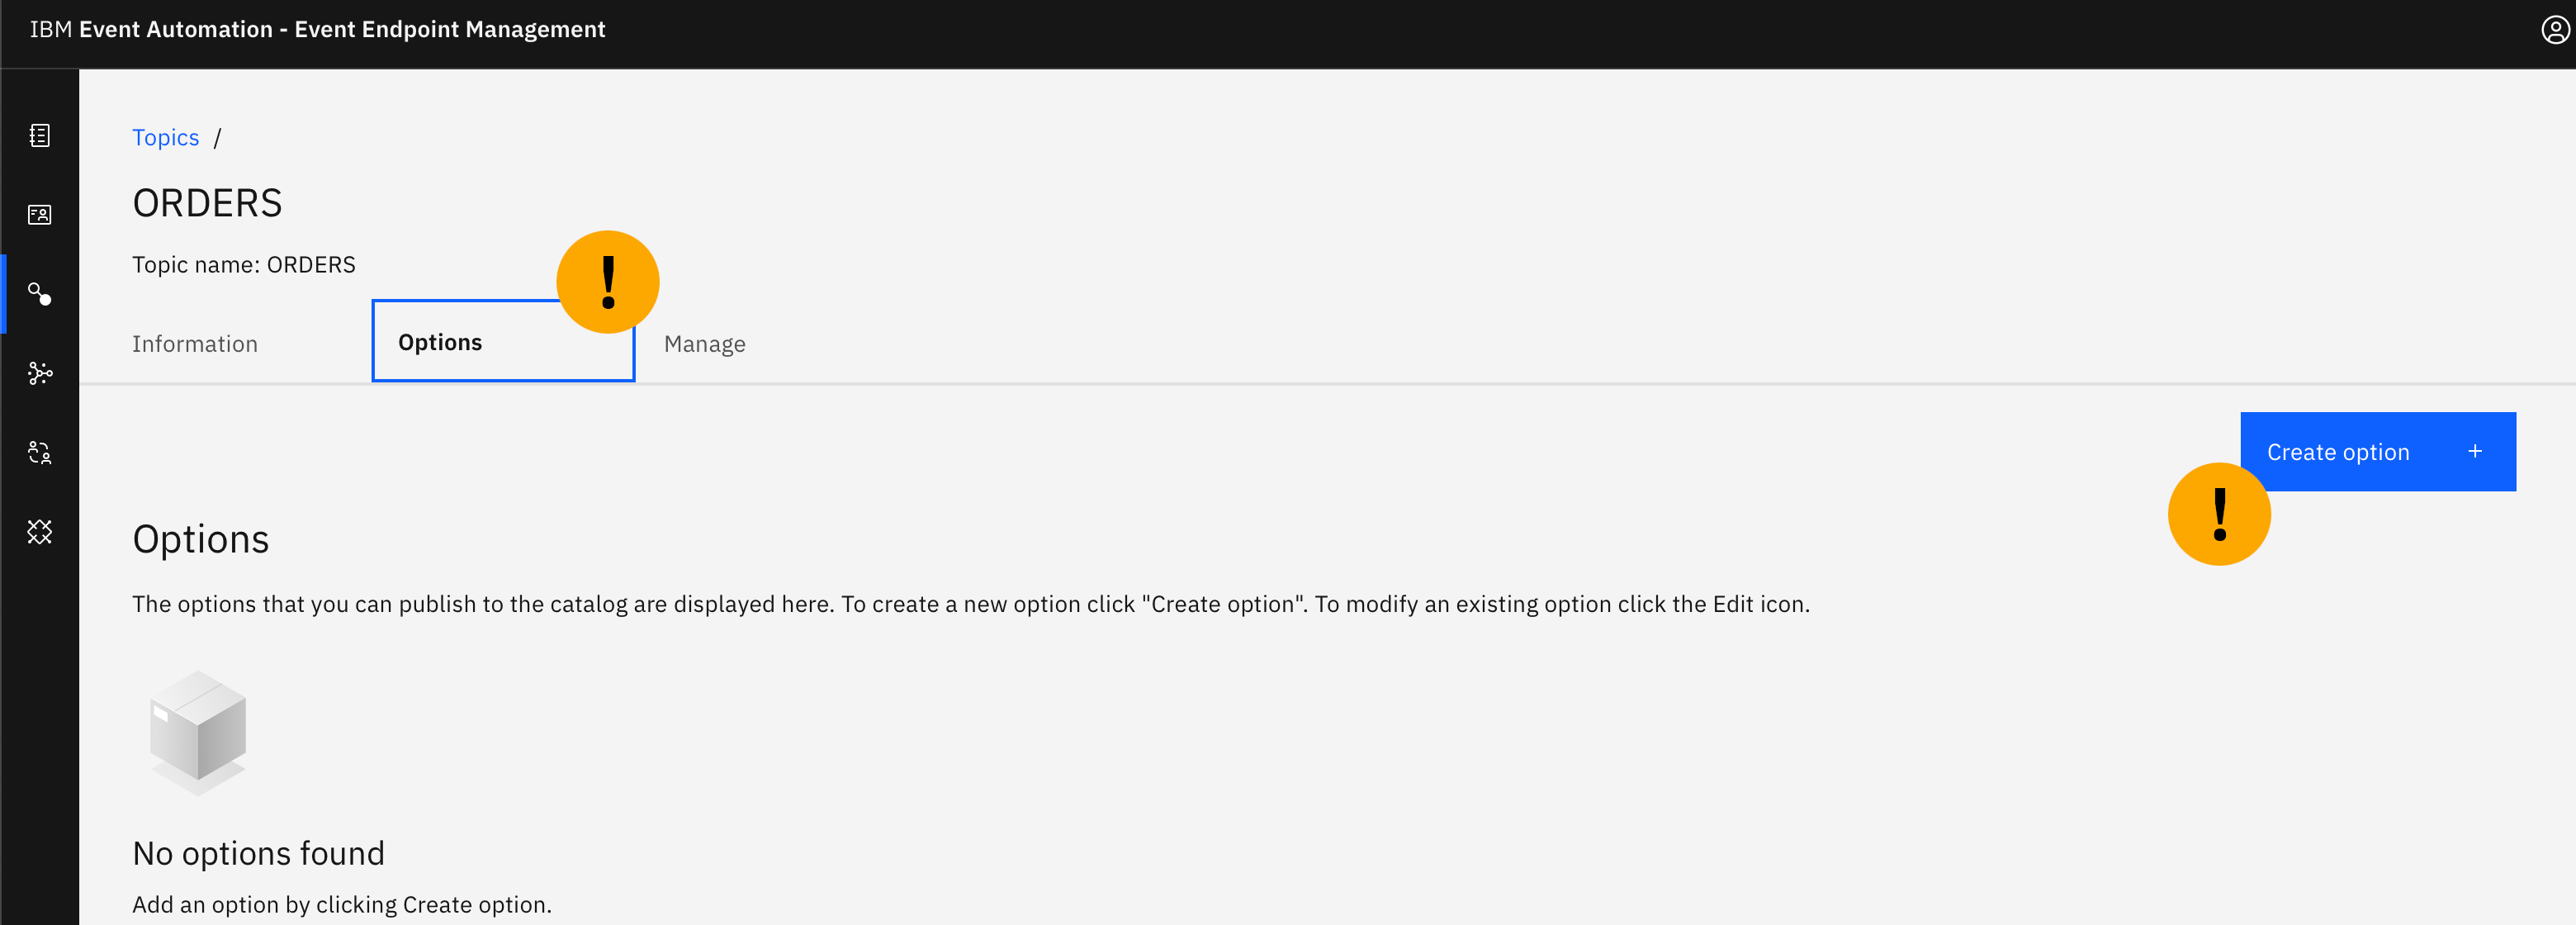 IBM Event Automation - Event Endpoint Management
Topics /
ORDERS
Topic name: ORDERS
!
Information
Options
Manage
Create option +
!
Options
The options that you can publish to the catalog are displayed here. To create a new option click "Create option". To modify an existing option click the Edit icon.
No options found
Add an option by clicking Create option.